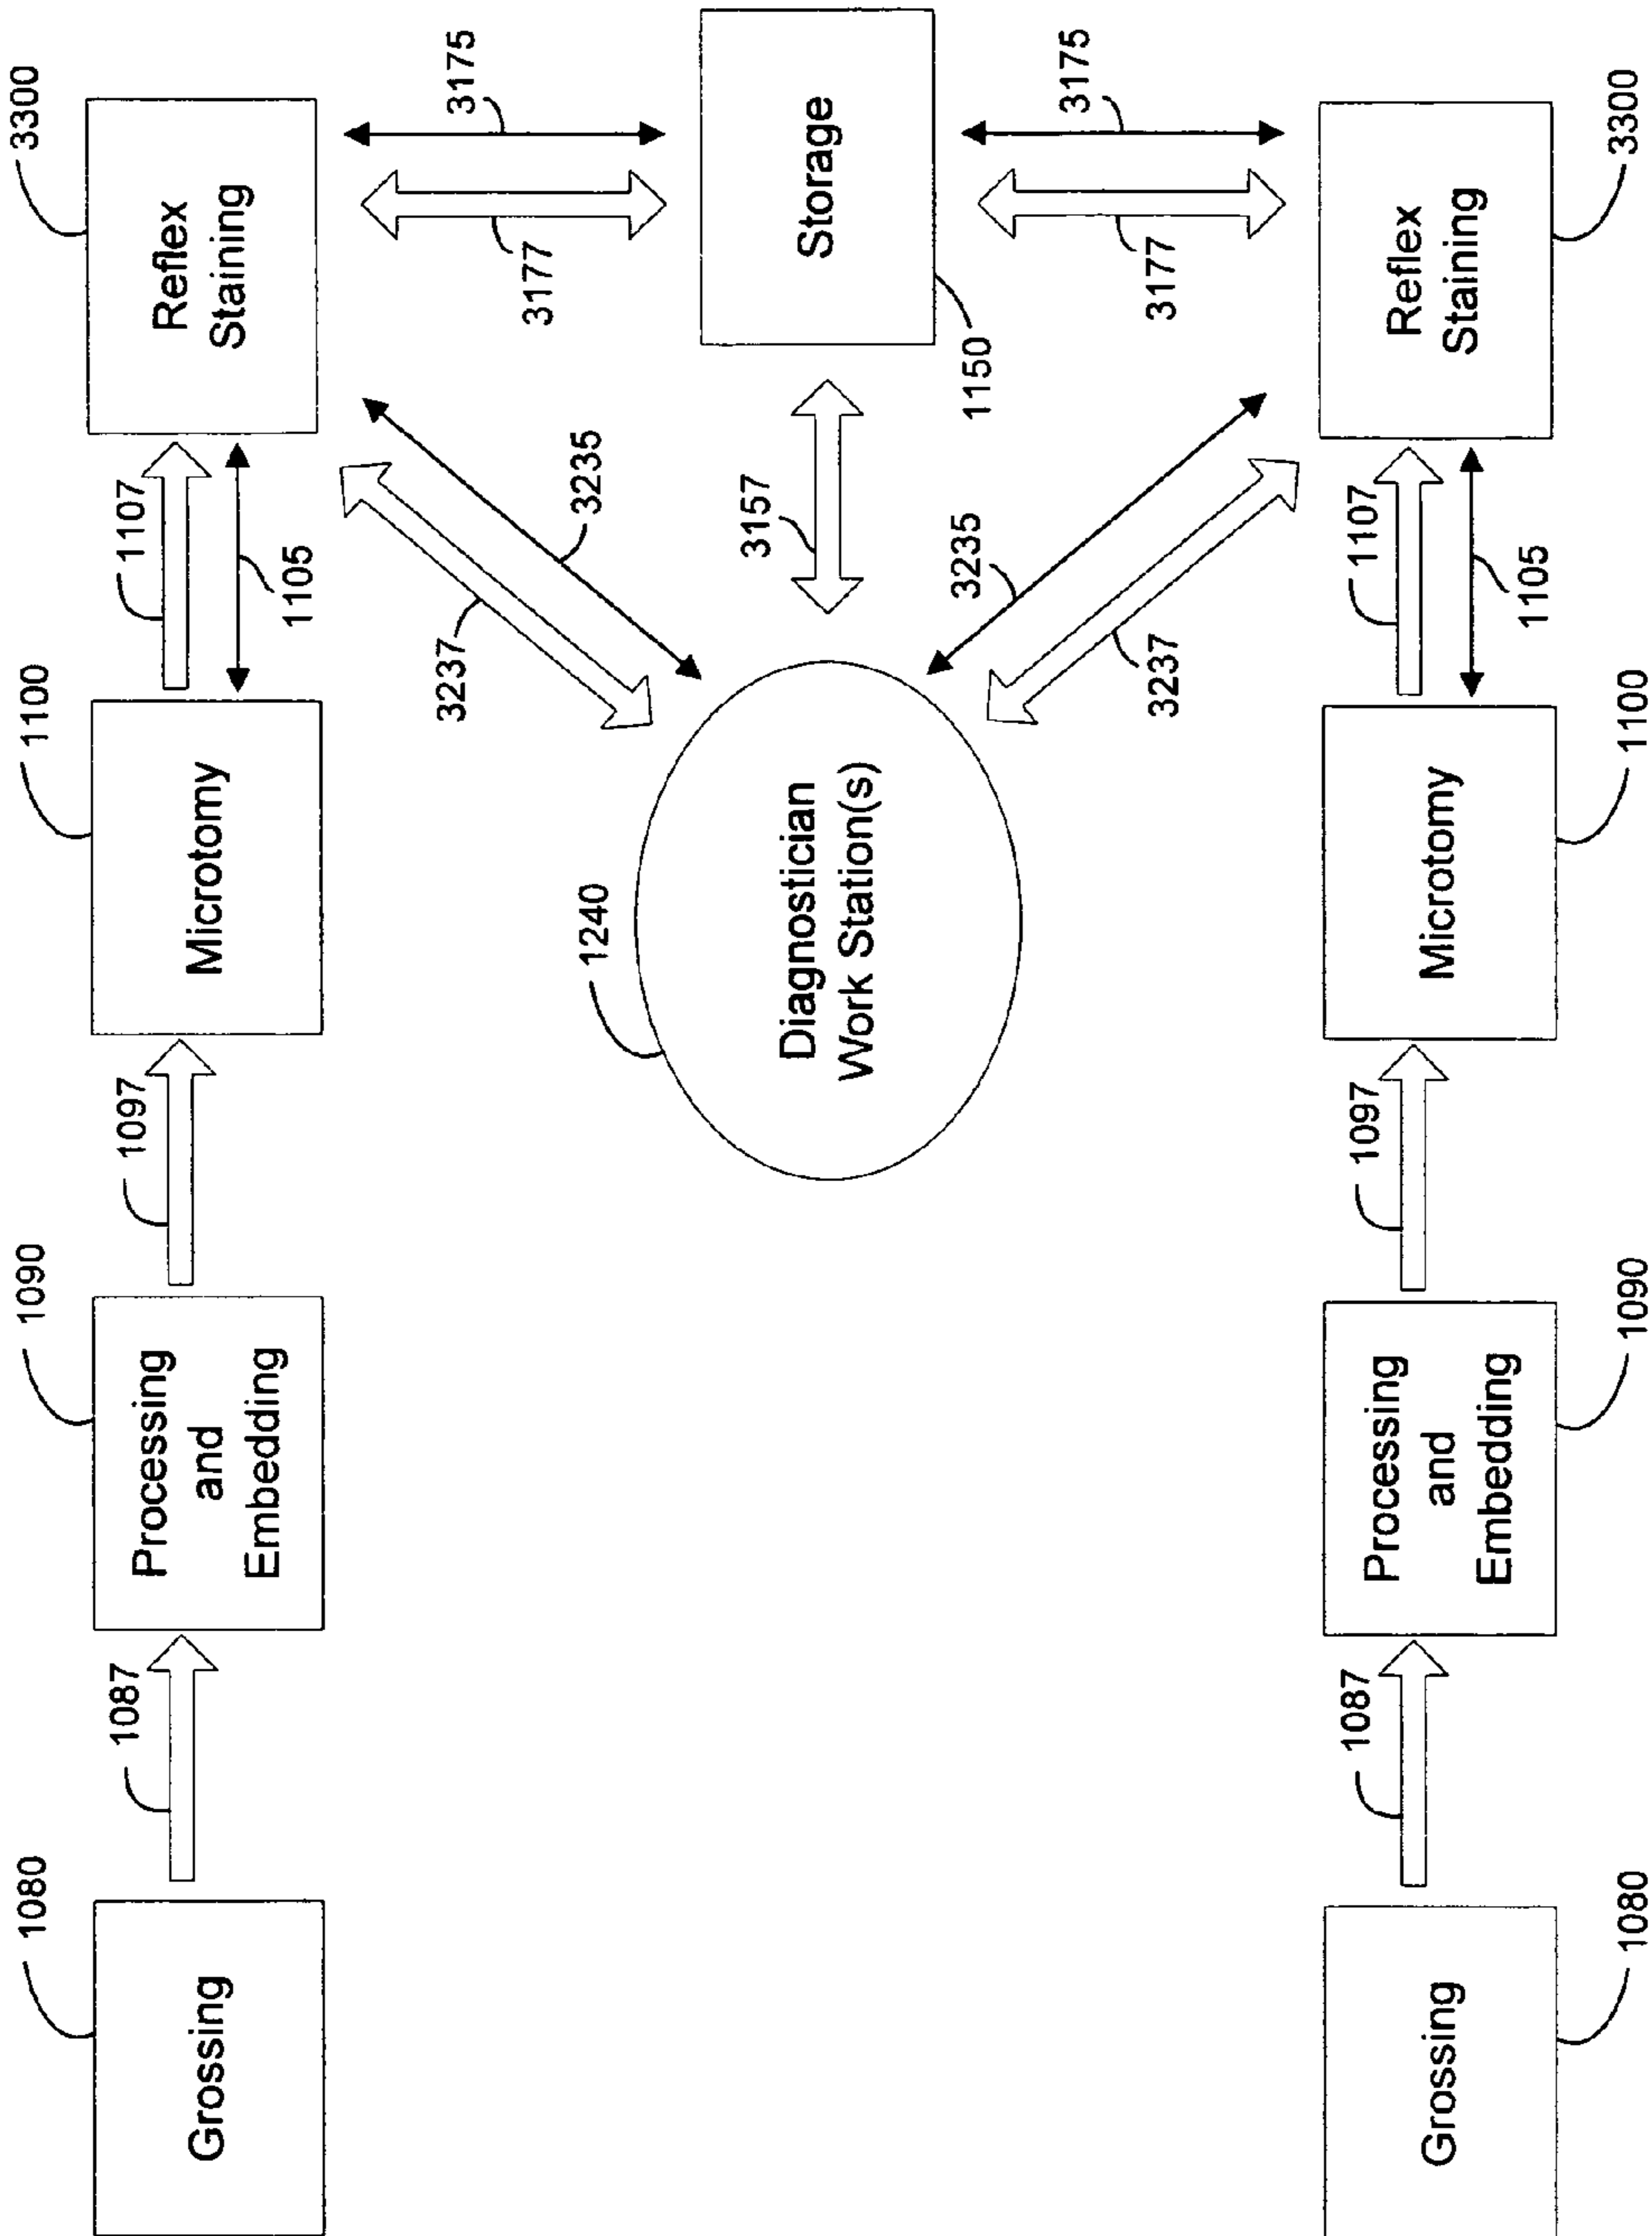 1080
1090
1100
3300
1087
1097
1107
Grossing
Processing
and
Embedding
Microtomy
Reflex
Staining
1105
3237
3235
3177
3175
1240
Diagnostician
Work Station(s)
3157
Storage
1150
3235
3237
3177
3175
1087
1097
1107
Grossing
Processing
and
Embedding
Microtomy
Reflex
Staining
1105
1080
1090
1100
3300